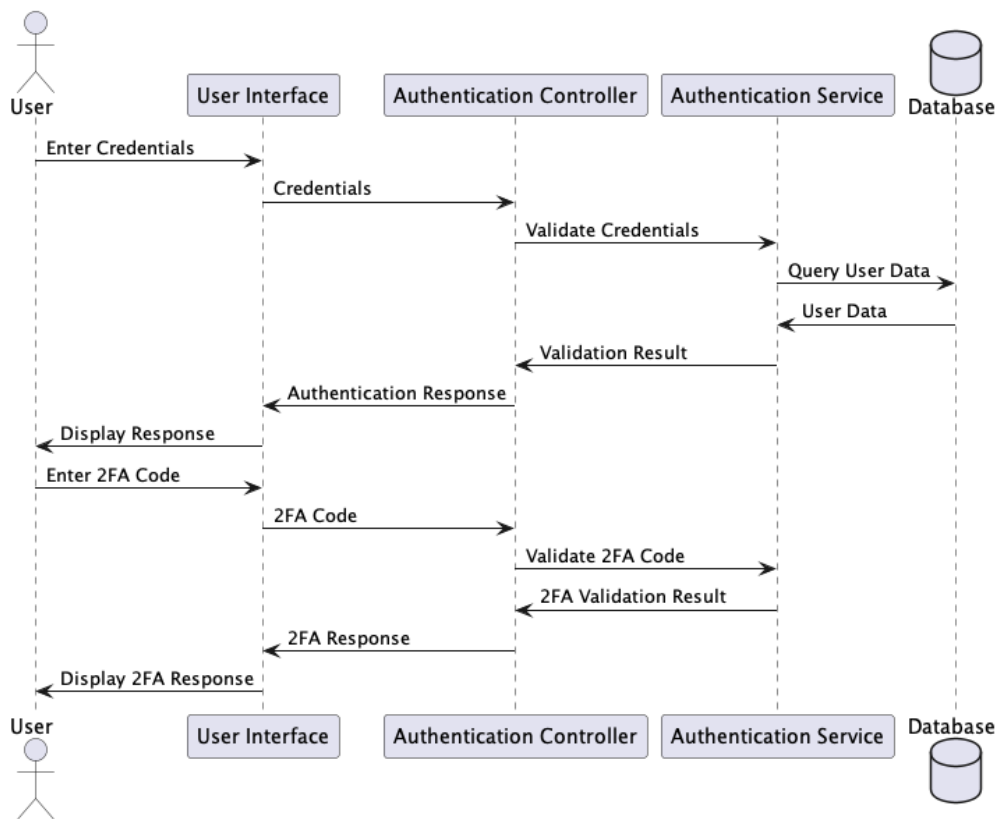 User
User Interface
Authentication Controller
Authentication Service
Database
Enter Credentials
Credentials
Validate Credentials
Query User Data
User Data
Validation Result
Authentication Response
Display Response
Enter 2FA Code
2FA Code
Validate 2FA Code
2FA Validation Result
2FA Response
Display 2FA Response
User
User Interface
Authentication Controller
Authentication Service
Database